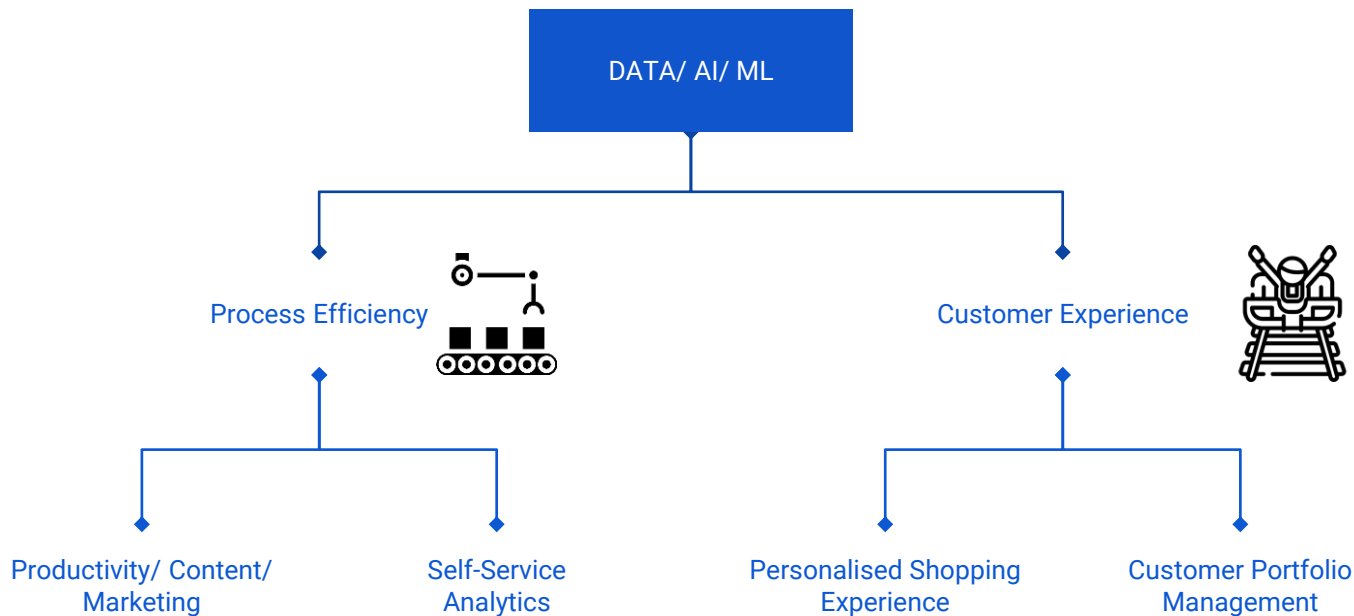 DATA/ AI/ ML
Process Efficiency
Customer Experience
Productivity/ Content/
Marketing
Self-Service
Analytics
Personalised Shopping
Experience
Customer Portfolio
Management